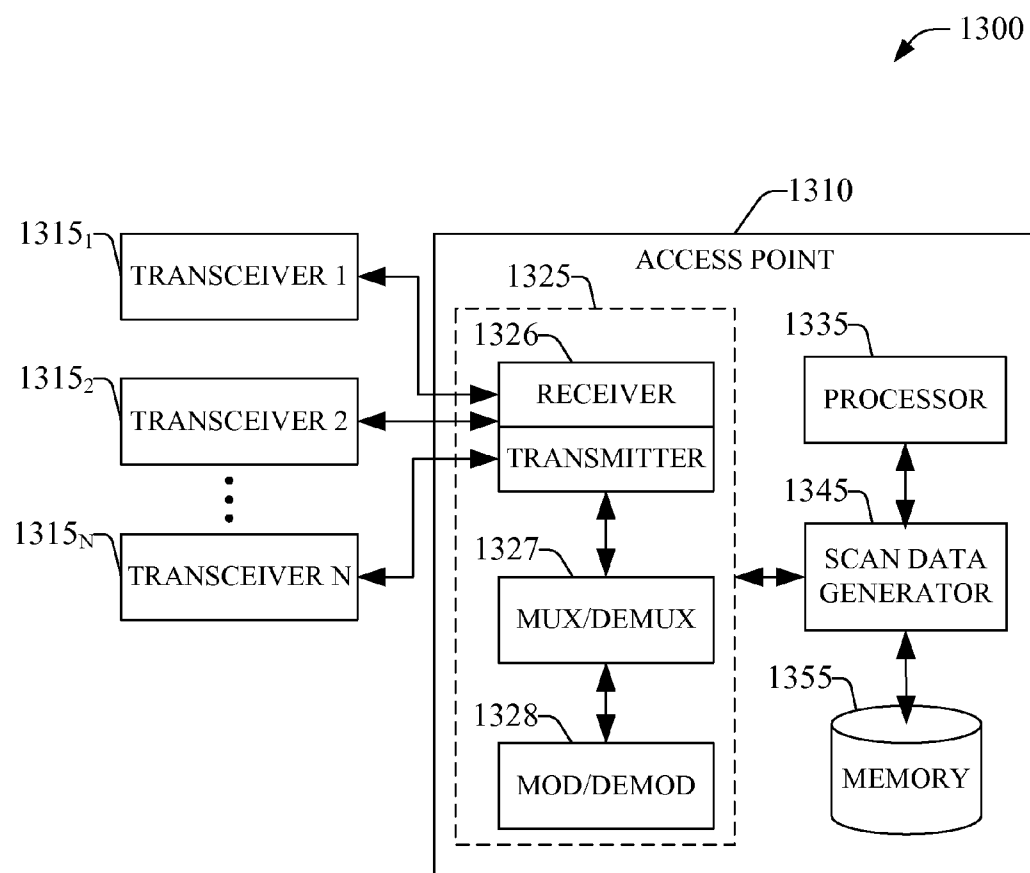 1300
1310
1315₁
TRANSCEIVER 1
ACCESS POINT
1325
1326
1335
RECEIVER
PROCESSOR
1315₂
TRANSCEIVER 2
TRANSMITTER
1345
1315N
TRANSCEIVER N
1327
SCAN DATA
GENERATOR
MUX/DEMUX
1355
1328
MOD/DEMOD
MEMORY